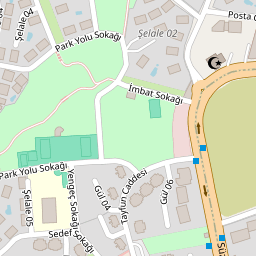 Şelale 04
Park Yolu Sokağı
Şelale 02
Posta
İmbat Sokağı
Park Yolu Sokağı
Şelale 05
Yengeç Sokağı
Gül 04
Caddesi
Gül 06
Sedef Sokağı